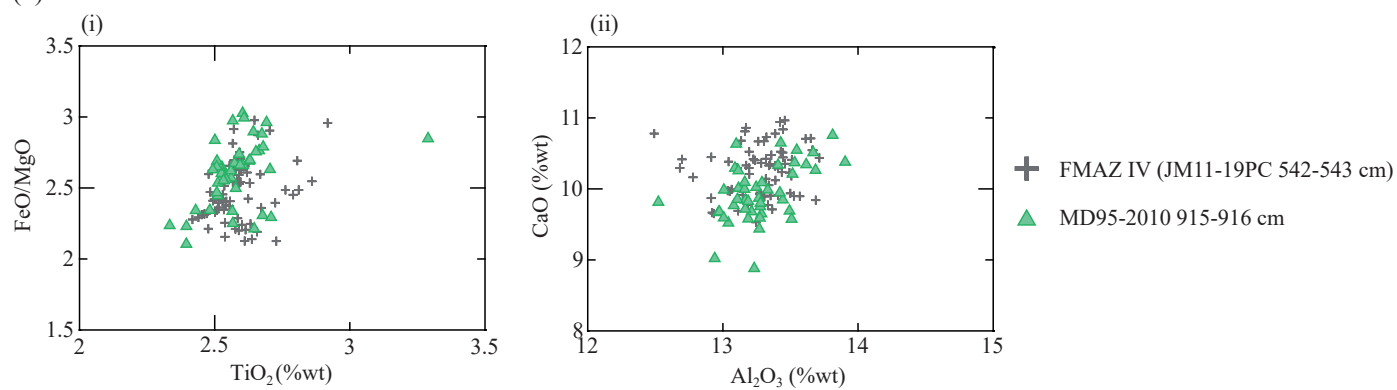 (i)
3.5
3
2.5
2
1.5
FeO/MgO
2
2.5
3
3.5
TiO2 (%wt)
(ii)
12
11
10
9
8
CaO (%wt)
12
13
14
15
Al2O3 (%wt)
FMAZ IV (JM11-19PC 542-543 cm)
MD95-2010 915-916 cm